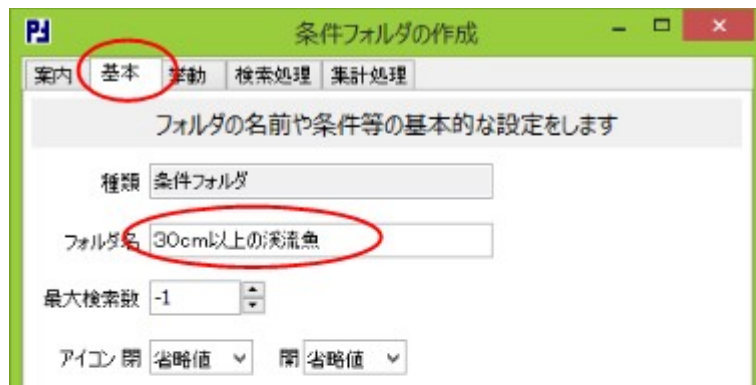 条件フォルダの作成
案内 基本 挙動 検索処理 集計処理
フォルダの名前や条件等の基本的な設定をします
種類 条件フォルダ
フォルダ名 30cm以上の渓流魚
最大検索数 -1
アイコン 閉 省略値 開 省略値